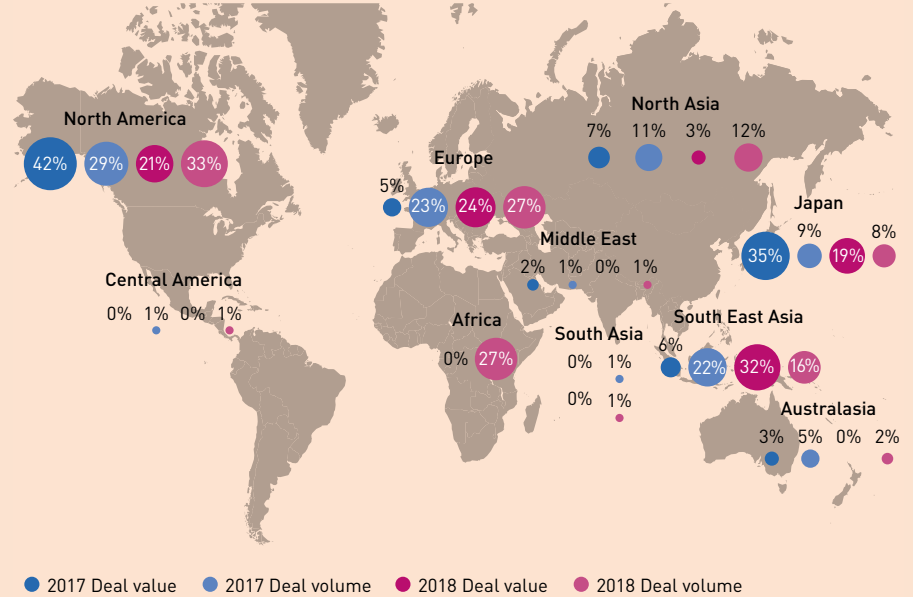 North America
42% 29% 21% 33%
Europe
5%
23% 24% 27%
North Asia
7% 11% 3% 12%
Japan
9% 8%
35% 19%
Middle East
2% 1% 0% 1%
Central America
0% 1% 0% 1%
Africa
0% 27%
South Asia
0% 1%
0% 1%
South East Asia
6%
22% 32% 16%
Australasia
3% 5% 0% 2%
2017 Deal value 2017 Deal volume 2018 Deal value 2018 Deal volume